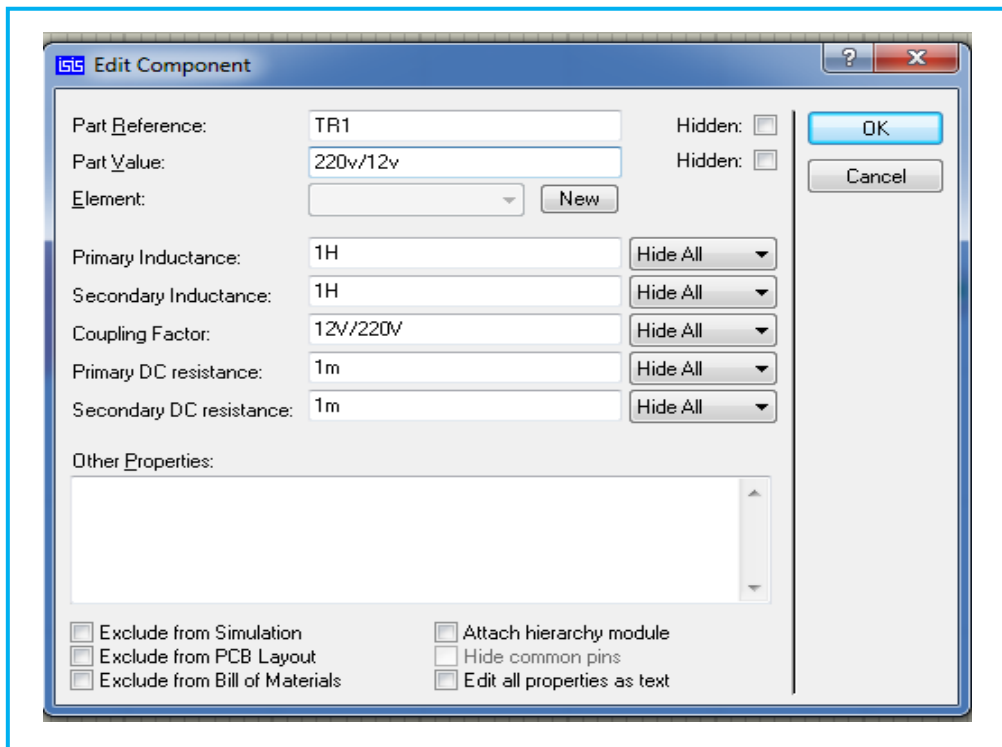 ISIS Edit Component ?
Part Reference: TR1 Hidden: OK
Part Value: 220v/12v Hidden: Cancel
Element: New
Primary Inductance: 1H Hide All
Secondary Inductance: 1H Hide All
Coupling Factor: 12V/220V Hide All
Primary DC resistance: 1m Hide All
Secondary DC resistance: 1m Hide All
Other Properties:
Exclude from Simulation Attach hierarchy module
Exclude from PCB Layout Hide common pins
Exclude from Bill of Materials Edit all properties as text